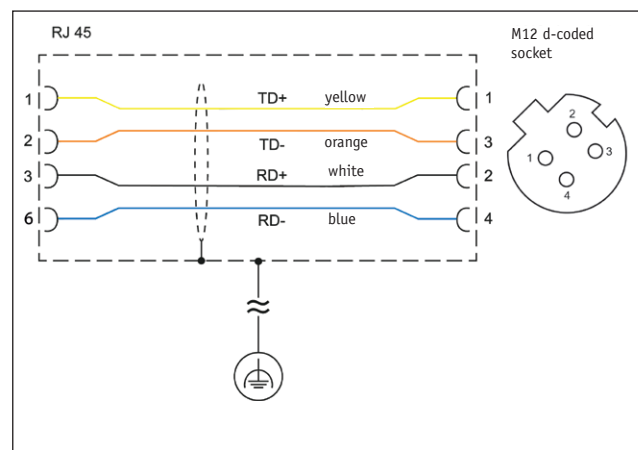 RJ 45
M12 d-coded
socket
1 TD+ yellow 1
2 TD- orange 3
3 RD+ white 2
6 RD- blue 4
2
1 3
4